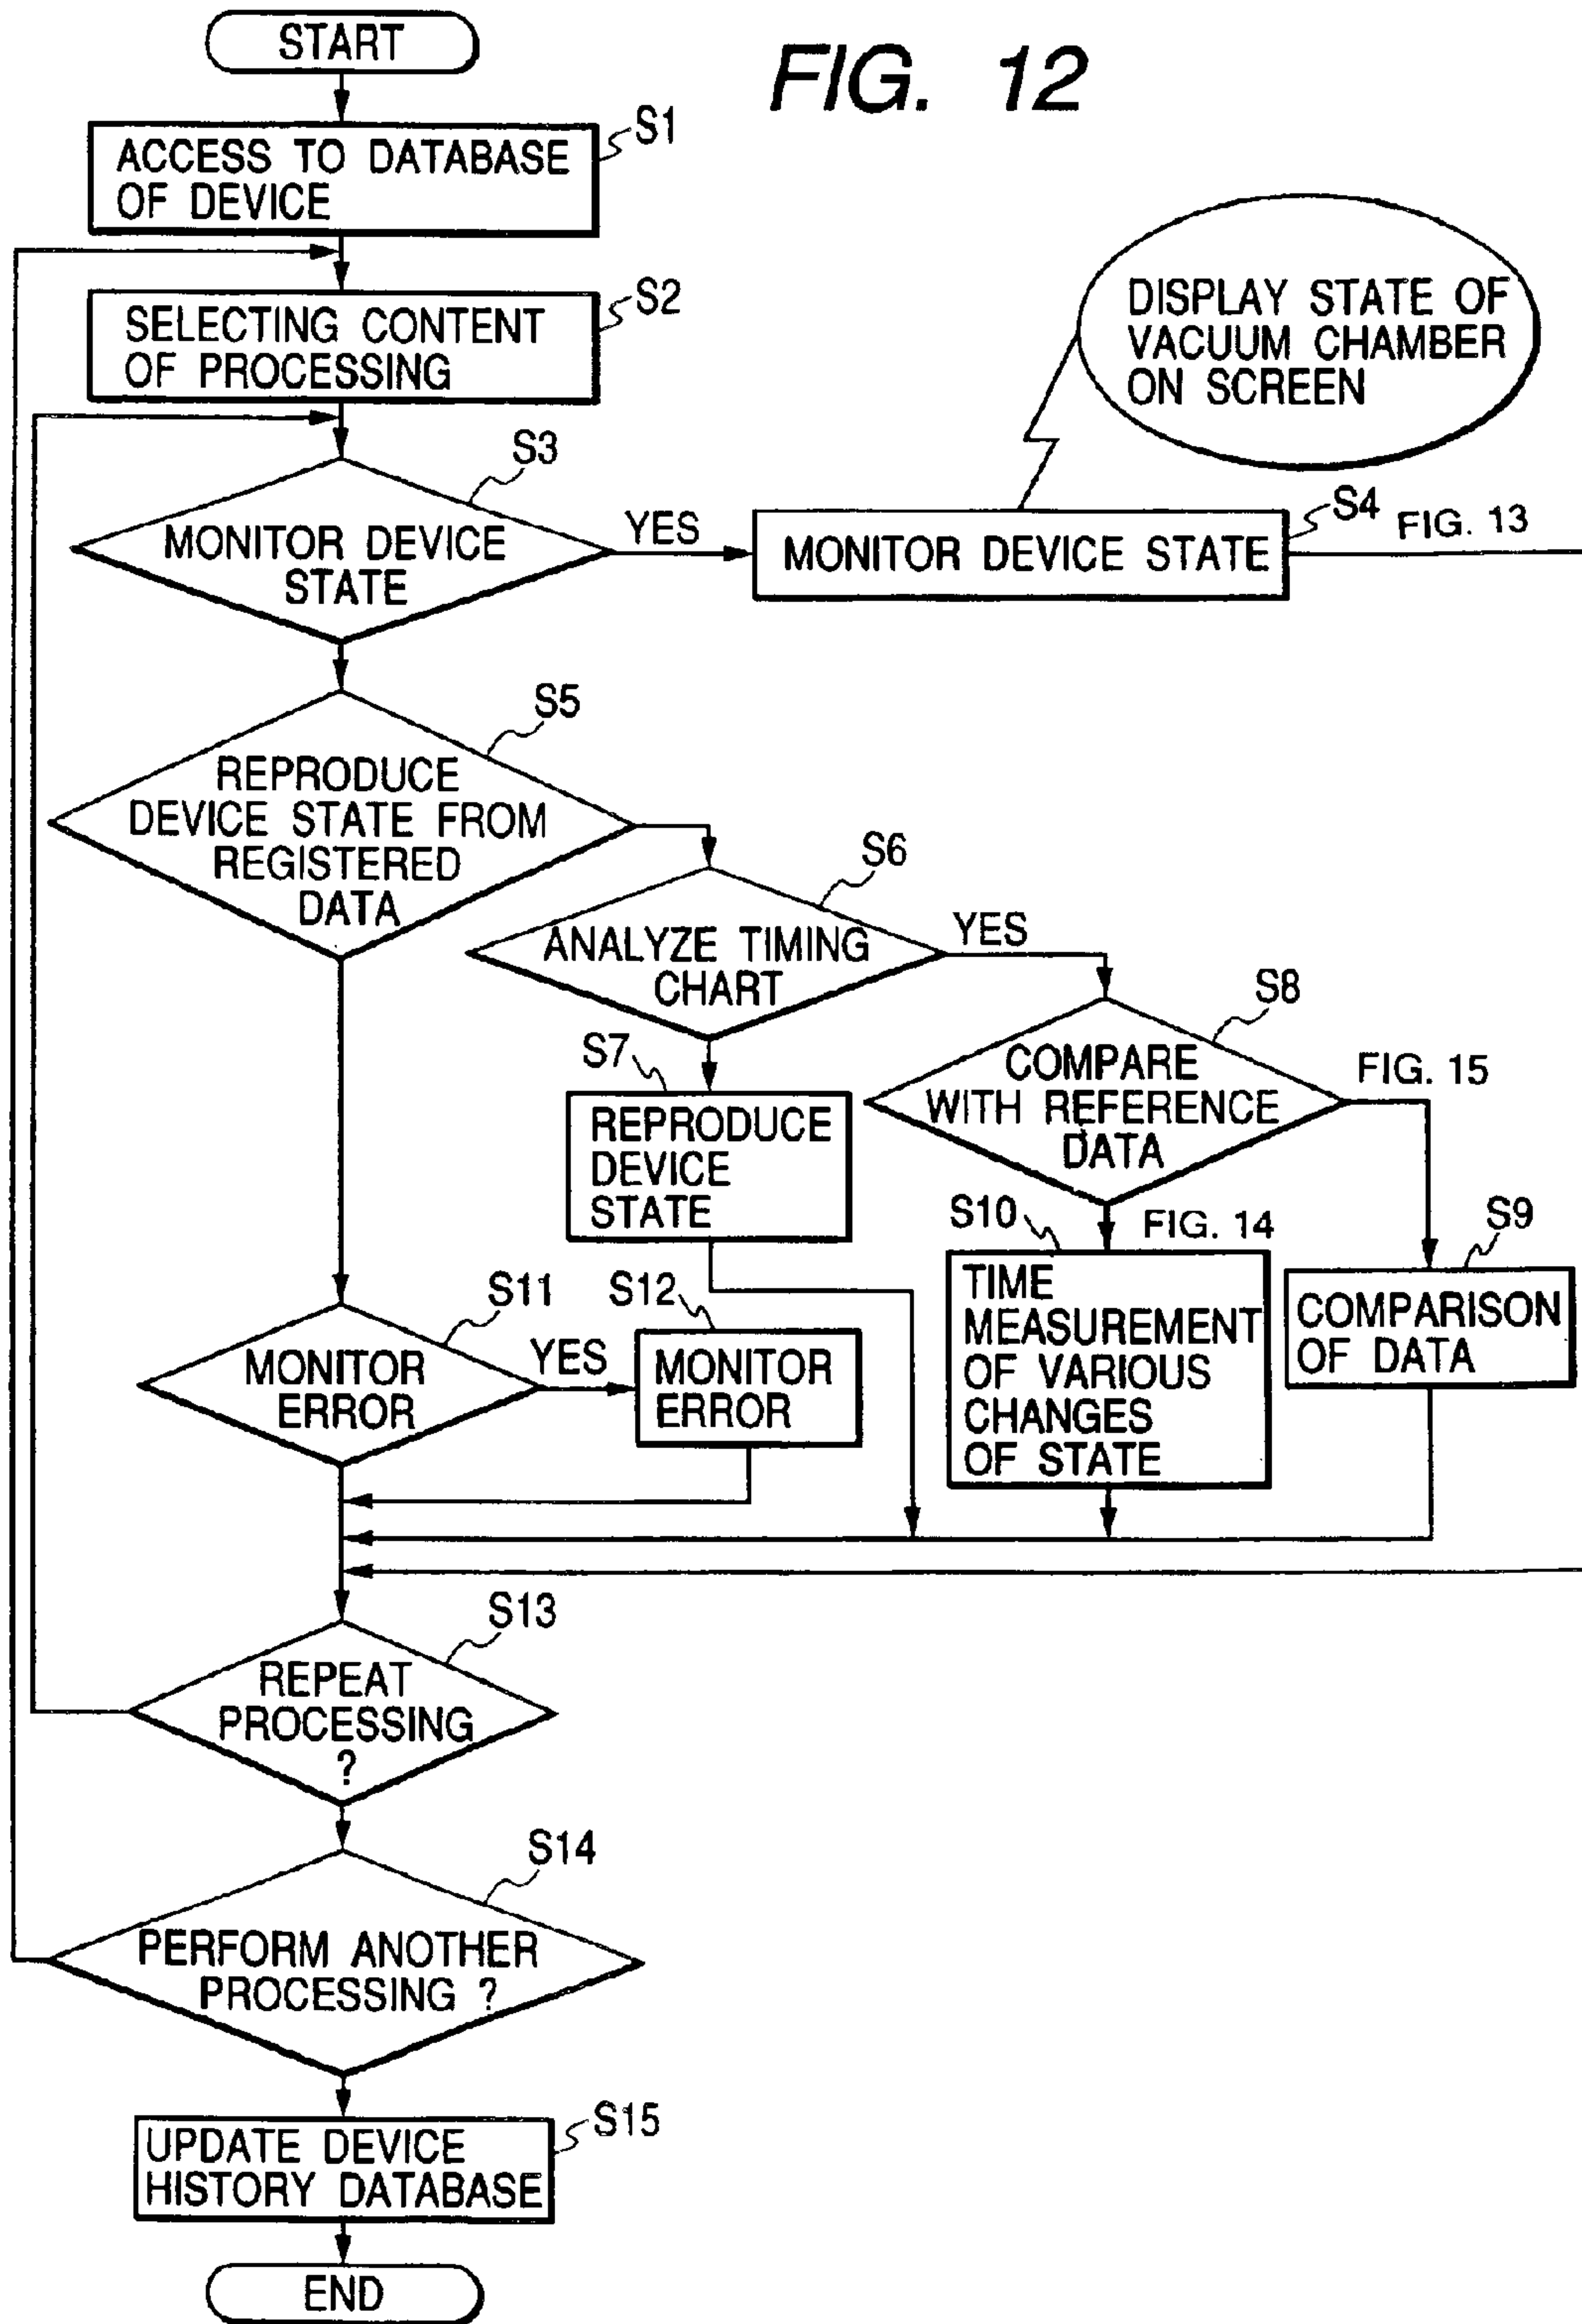 FIG. 12
START
S1
ACCESS TO DATABASE
OF DEVICE
S2
SELECTING CONTENT
OF PROCESSING
DISPLAY STATE OF
VACUUM CHAMBER
ON SCREEN
S3
MONITOR DEVICE
STATE
YES
S4
FIG. 13
MONITOR DEVICE STATE
S5
REPRODUCE
DEVICE STATE FROM
REGISTERED
DATA
S6
ANALYZE TIMING
CHART
YES
S7
REPRODUCE
DEVICE
STATE
S8
COMPARE
WITH REFERENCE
DATA
FIG. 15
S10
FIG. 14
TIME
MEASUREMENT
OF VARIOUS
CHANGES
OF STATE
S9
COMPARISON
OF DATA
S11
MONITOR
ERROR
YES
S12
MONITOR
ERROR
S13
REPEAT
PROCESSING
?
S14
PERFORM ANOTHER
PROCESSING ?
S15
UPDATE DEVICE
HISTORY DATABASE
END